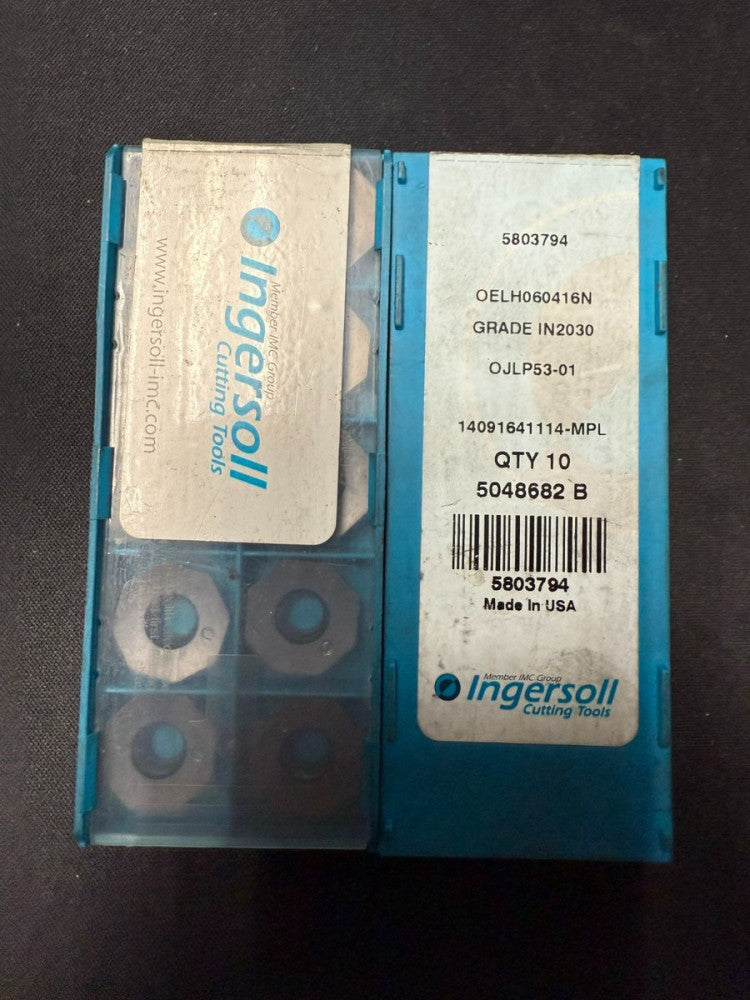 Ingersoll
Member IMC Group
Cutting Tools
www.ingersoll-imc.com
5803794
OELH060416N
GRADE IN2030
OJLP53-01
14091641114-MPL
QTY 10
5048682 B
5803794
Made In USA
Member IMC Group
Ingersoll
Cutting Tools